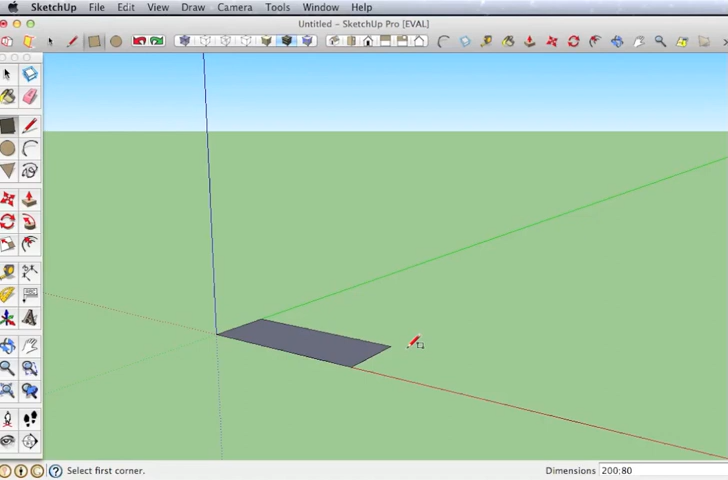 SketchUp File Edit View Draw Camera Tools Window Help
Untitled - SketchUp Pro [EVAL]
Select first corner.
Dimensions 200;80